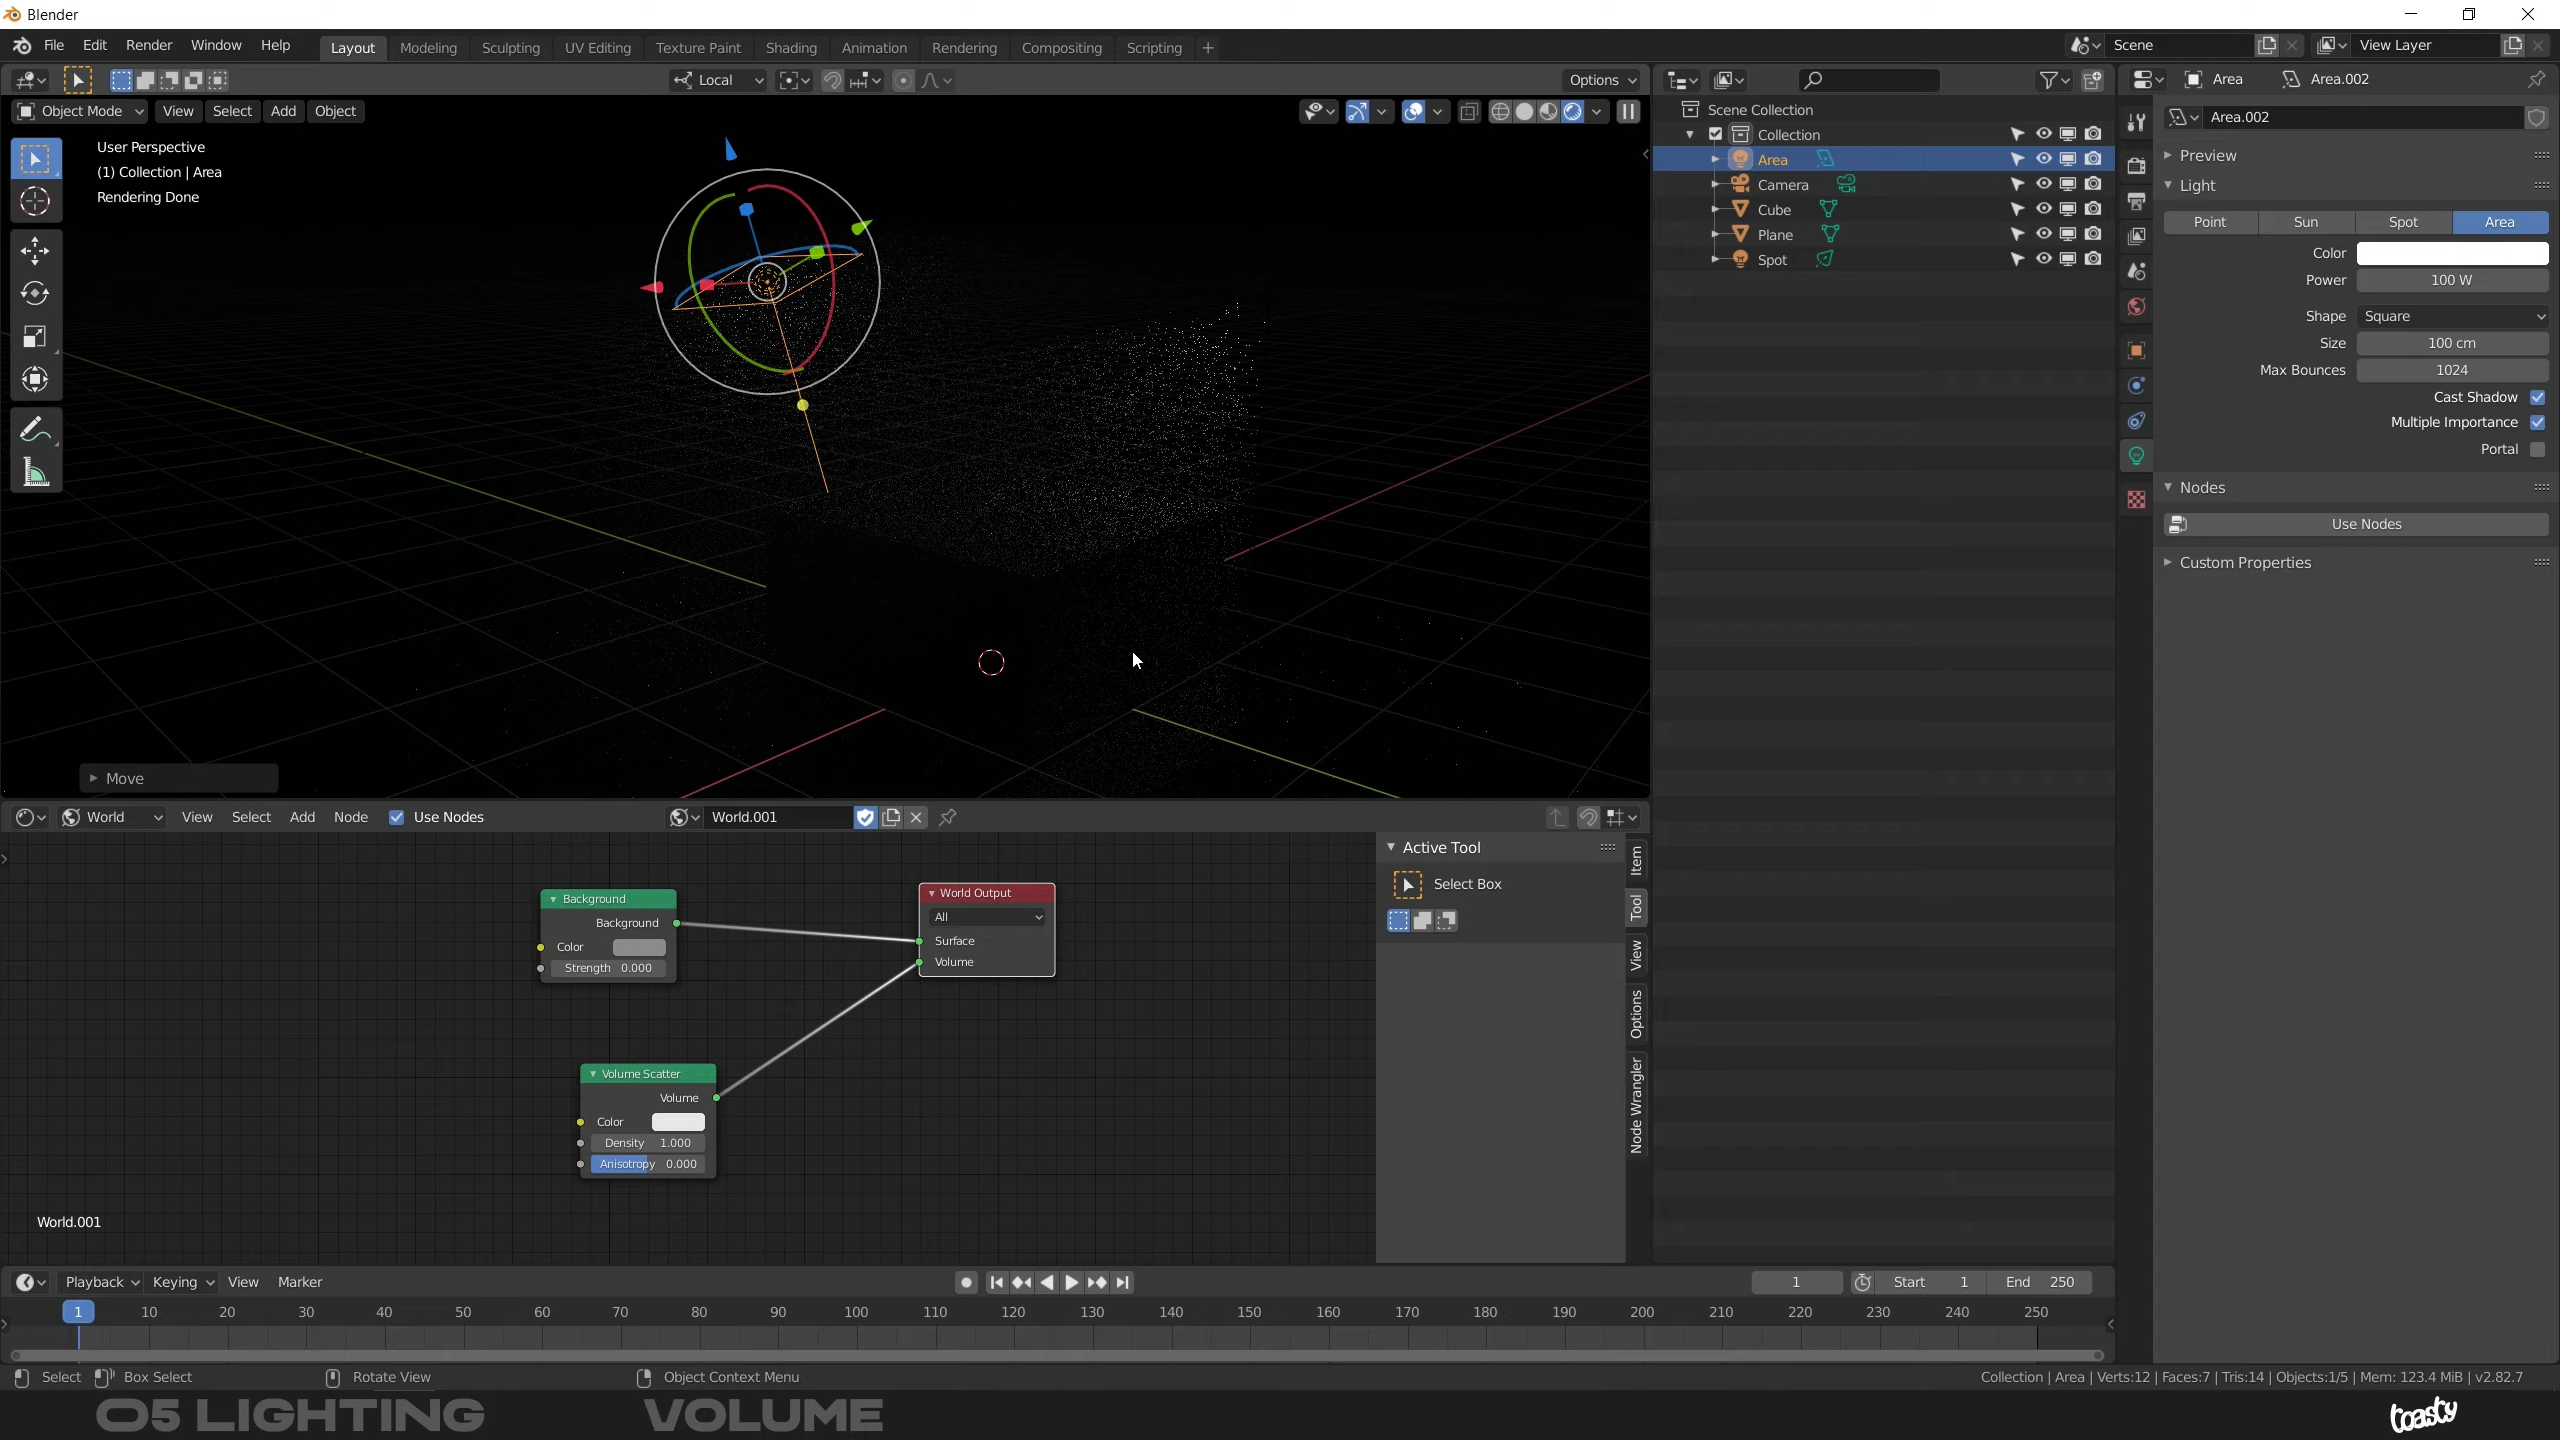 Blender
File Edit Render Window Help Layout Modeling Sculpting UV Editing Texture Paint Shading Animation Rendering Compositing Scripting + Scene View Layer
Local Options Area Area.002
Object Mode View Select Add Object
User Perspective
(1) Collection | Area
Rendering Done
Move
Scene Collection
Collection
Area
Camera
Cube
Plane
Spot
Area.002
Preview
Light
Point Sun Spot Area
Color
Power 100 W
Shape Square
Size 100 cm
Max Bounces 1024
Cast Shadow
Multiple Importance
Portal
Nodes
Use Nodes
Custom Properties
World View Select Add Node Use Nodes World.001
Background
Background
Color
Strength 0.000
World Output
All
Surface
Volume
Volume Scatter
Volume
Color
Density 1.000
Anisotropy 0.000
World.001
Active Tool
Select Box
Item
Tool
View
Options
Node Wrangler
Playback Keying View Marker 1 Start 1 End 250
1 10 20 30 40 50 60 70 80 90 100 110 120 130 140 150 160 170 180 190 200 210 220 230 240 250
Select Box Select Rotate View Object Context Menu Collection | Area | Verts:12 | Faces:7 | Tris:14 | Objects:1/5 | Mem: 123.4 MiB | v2.82.7
05 LIGHTING VOLUME toasty